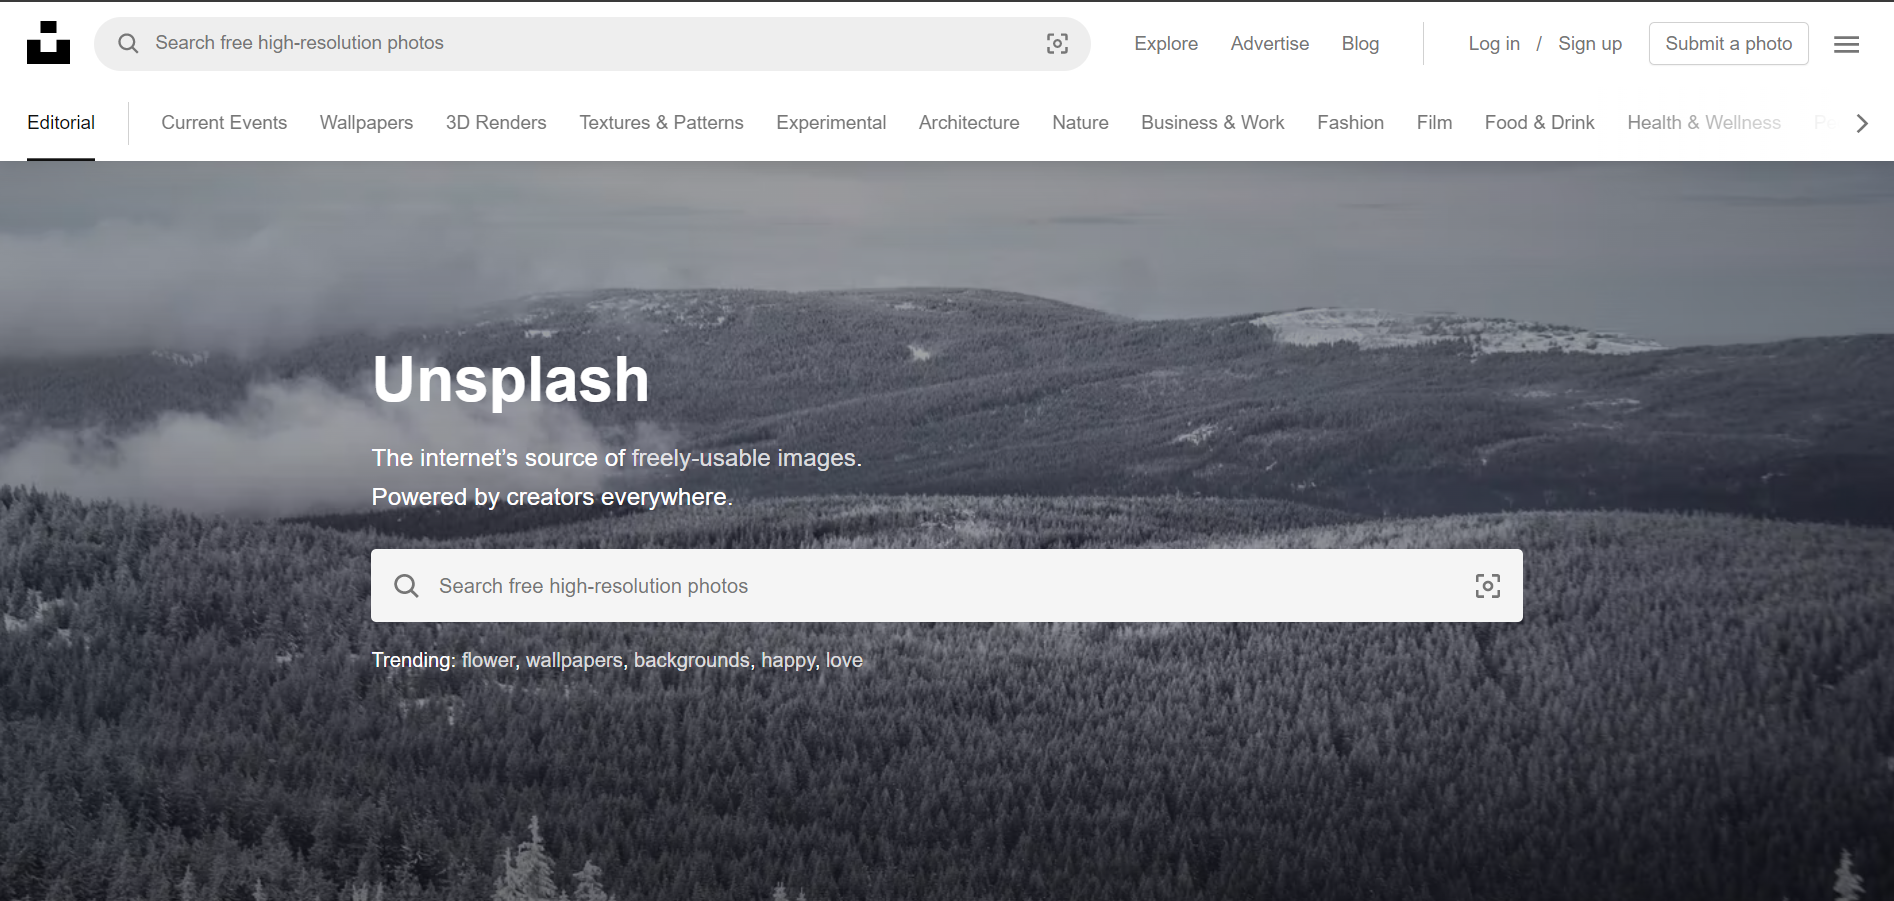 Search free high-resolution photos Explore Advertise Blog Log in / Sign up Submit a photo
Editorial Current Events Wallpapers 3D Renders Textures & Patterns Experimental Architecture Nature Business & Work Fashion Film Food & Drink Health & Wellness
Unsplash
The internet’s source of freely-usable images.
Powered by creators everywhere.
Search free high-resolution photos
Trending: flower, wallpapers, backgrounds, happy, love